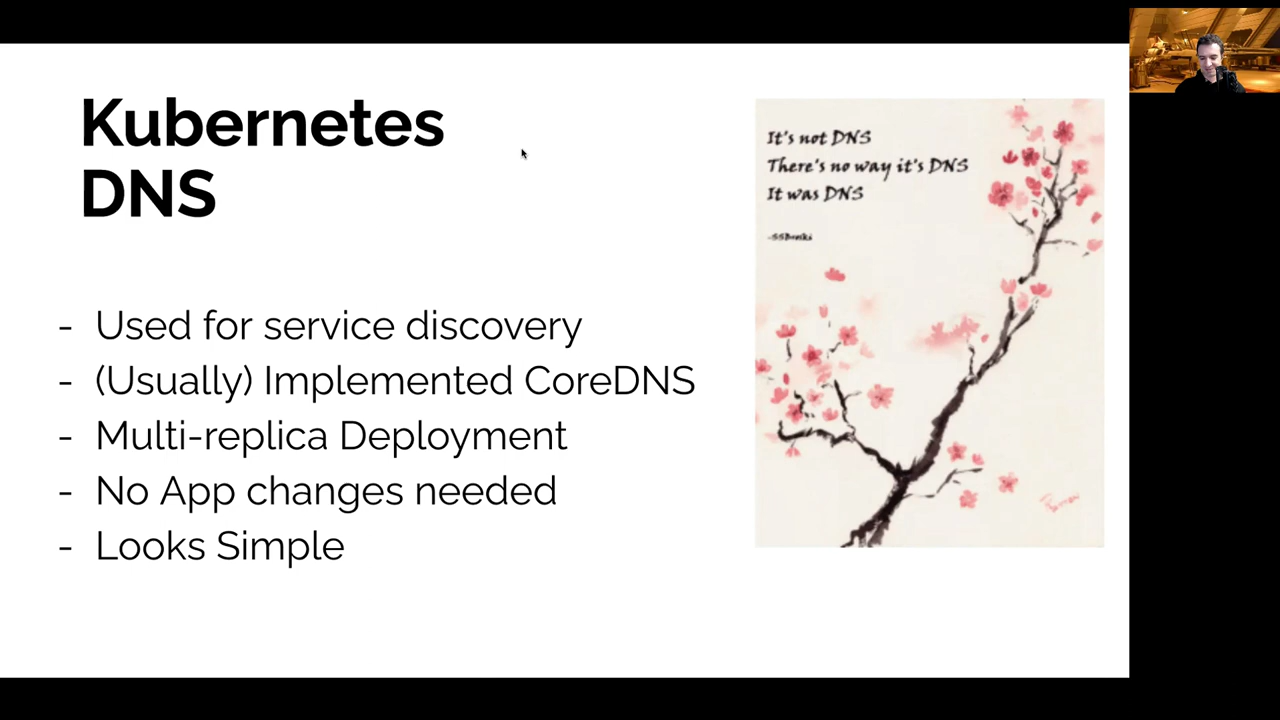 Kubernetes
DNS
- Used for service discovery
- (Usually) Implemented CoreDNS
- Multi-replica Deployment
- No App changes needed
- Looks Simple
It's not DNS
There's no way it's DNS
It was DNS